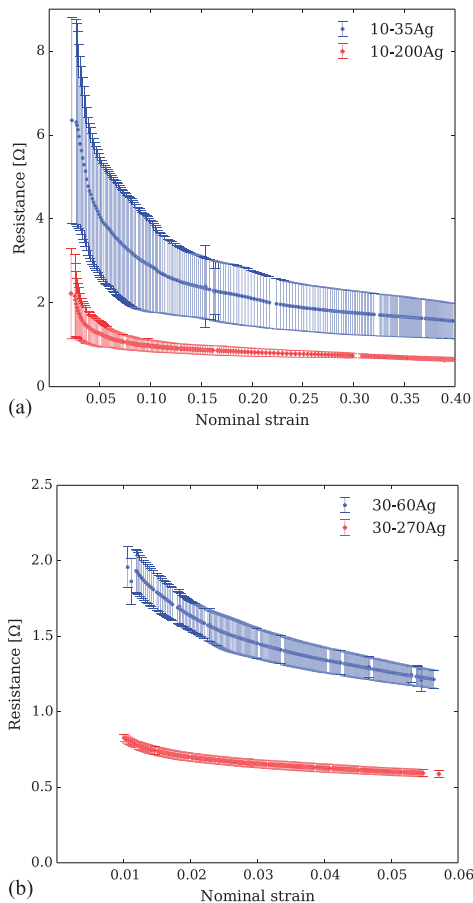 8
6
4
2
0
Resistance [Ω]
10-35Ag
10-200Ag
0.05 0.10 0.15 0.20 0.25 0.30 0.35 0.40
Nominal strain
(a)
2.5
2.0
1.5
1.0
0.5
0.0
Resistance [Ω]
30-60Ag
30-270Ag
0.01 0.02 0.03 0.04 0.05 0.06
Nominal strain
(b)